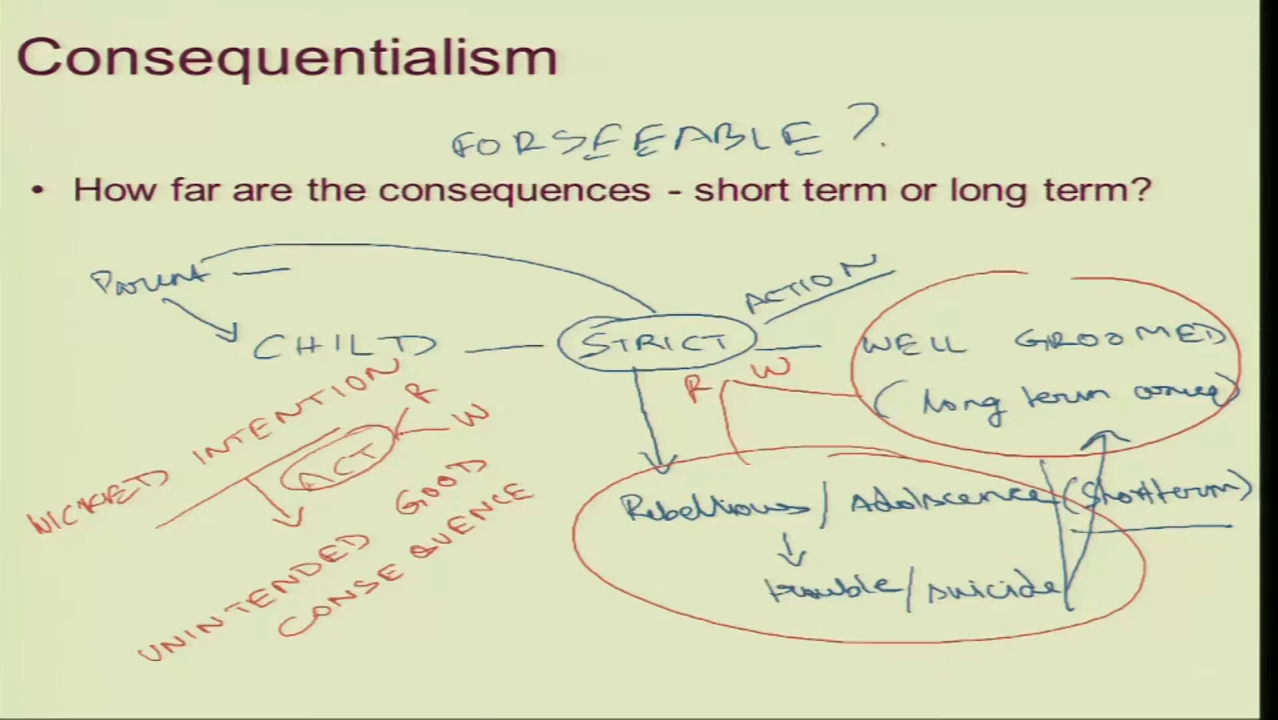 Consequentialism
FORSEEABLE?
• How far are the consequences - short term or long term?
Parent
ACTION
CHILD STRICT WELL GROOMED
R W
(long term conseq)
WICKED INTENTION
ACT R W
Rebellious / Adolscence (short term)
trouble / suicide
UNINTENDED GOOD
CONSEQUENCE